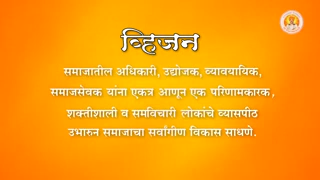 व्हिजन
समाजातील अधिकारी, उद्योजक, व्यावयायिक,
समाजसेवक यांना एकत्र आणून एक परिणामकारक,
शक्तीशाली व समविचारी लोकांचे व्यासपीठ
उभारुन समाजाचा सर्वांगीण विकास साधणे.